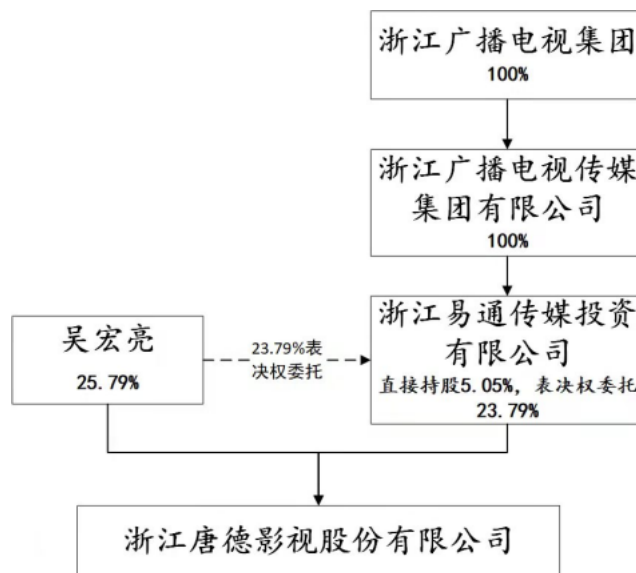 浙江广播电视集团
100%
浙江广播电视传媒
集团有限公司
100%
吴宏亮
25.79%
23.79%表
决权委托
浙江易通传媒投资
有限公司
直接持股5.05%, 表决权委托
23.79%
浙江唐德影视股份有限公司